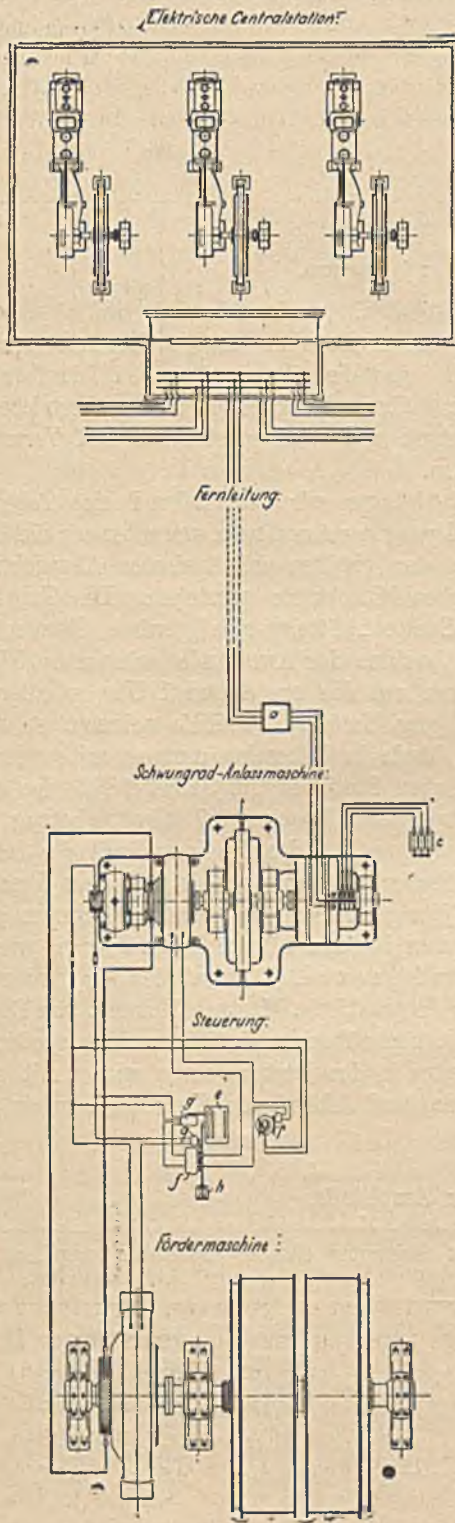 „Elektrische Centralstation."
Fernleitung.
a
Schwungrad-Anlassmaschine.
c
Steuerung.
g
e
g
r
f
h
Fördermaschine.